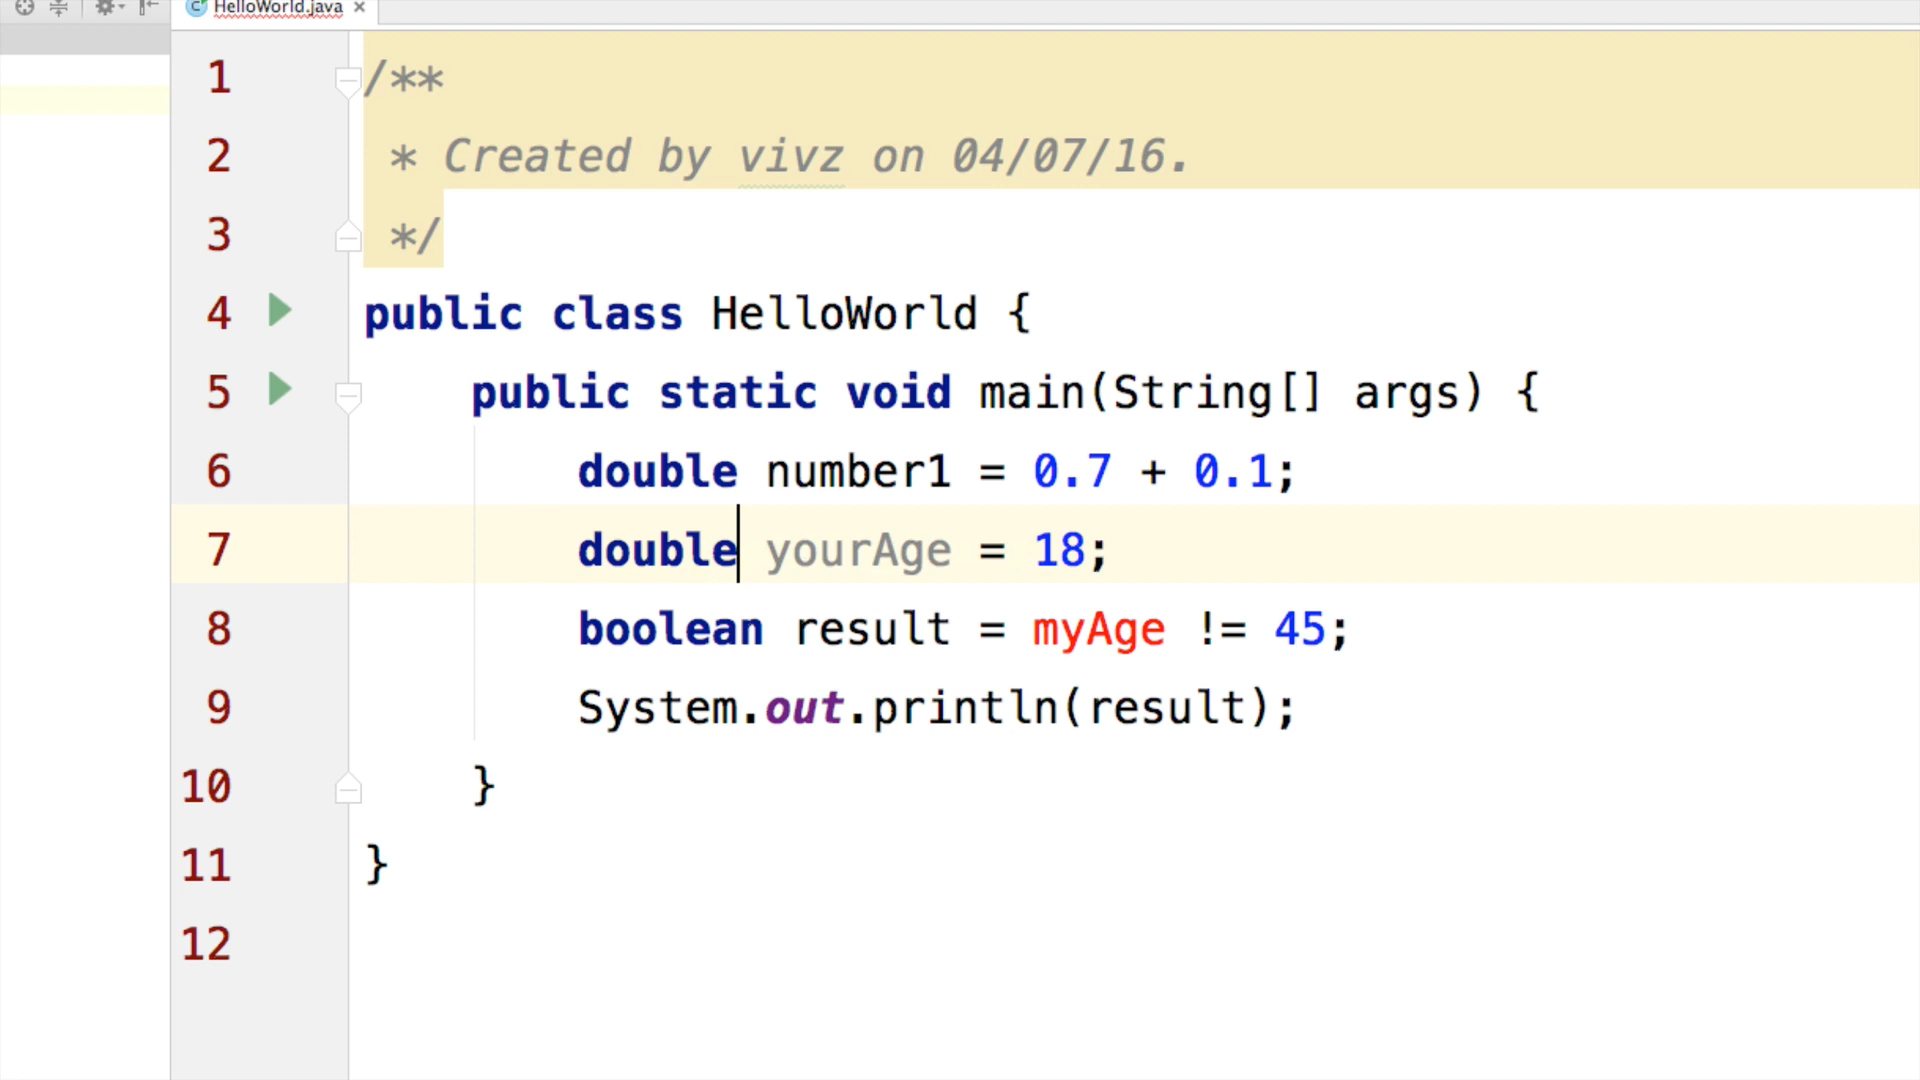 HelloWorld.java
1 /**
2 * Created by vivz on 04/07/16.
3 */
4 public class HelloWorld {
5 public static void main(String[] args) {
6 double number1 = 0.7 + 0.1;
7 double yourAge = 18;
8 boolean result = myAge != 45;
9 System.out.println(result);
10 }
11 }
12